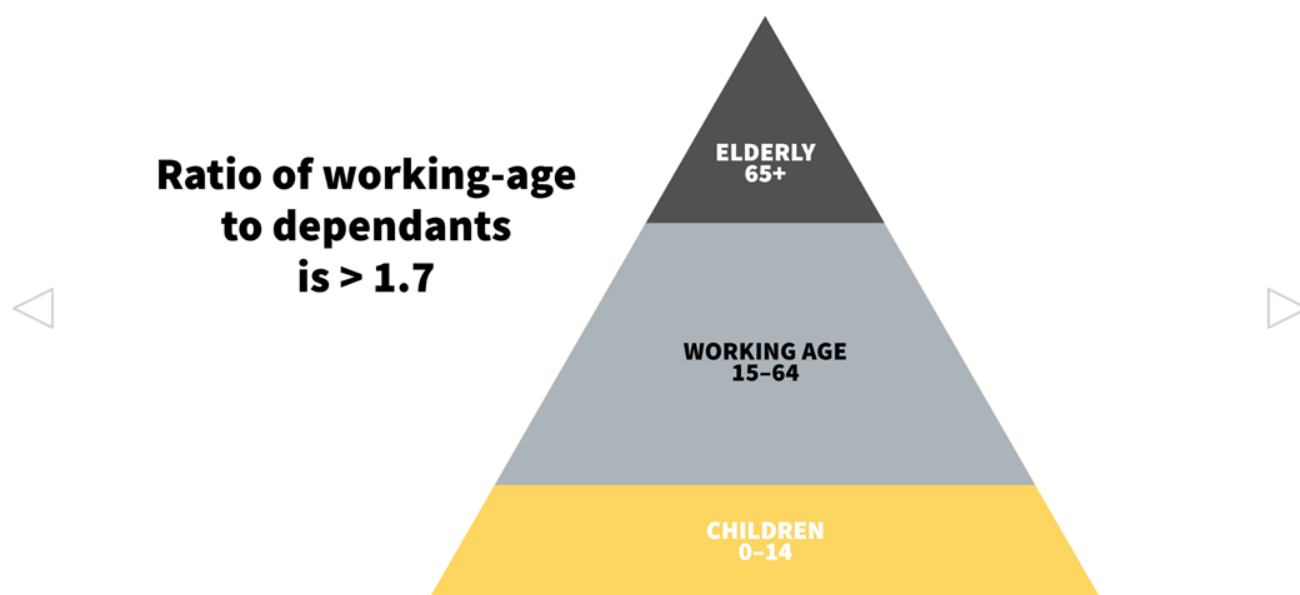 Ratio of working-age
to dependants
is > 1.7
ELDERLY
65+
WORKING AGE
15–64
CHILDREN
0–14